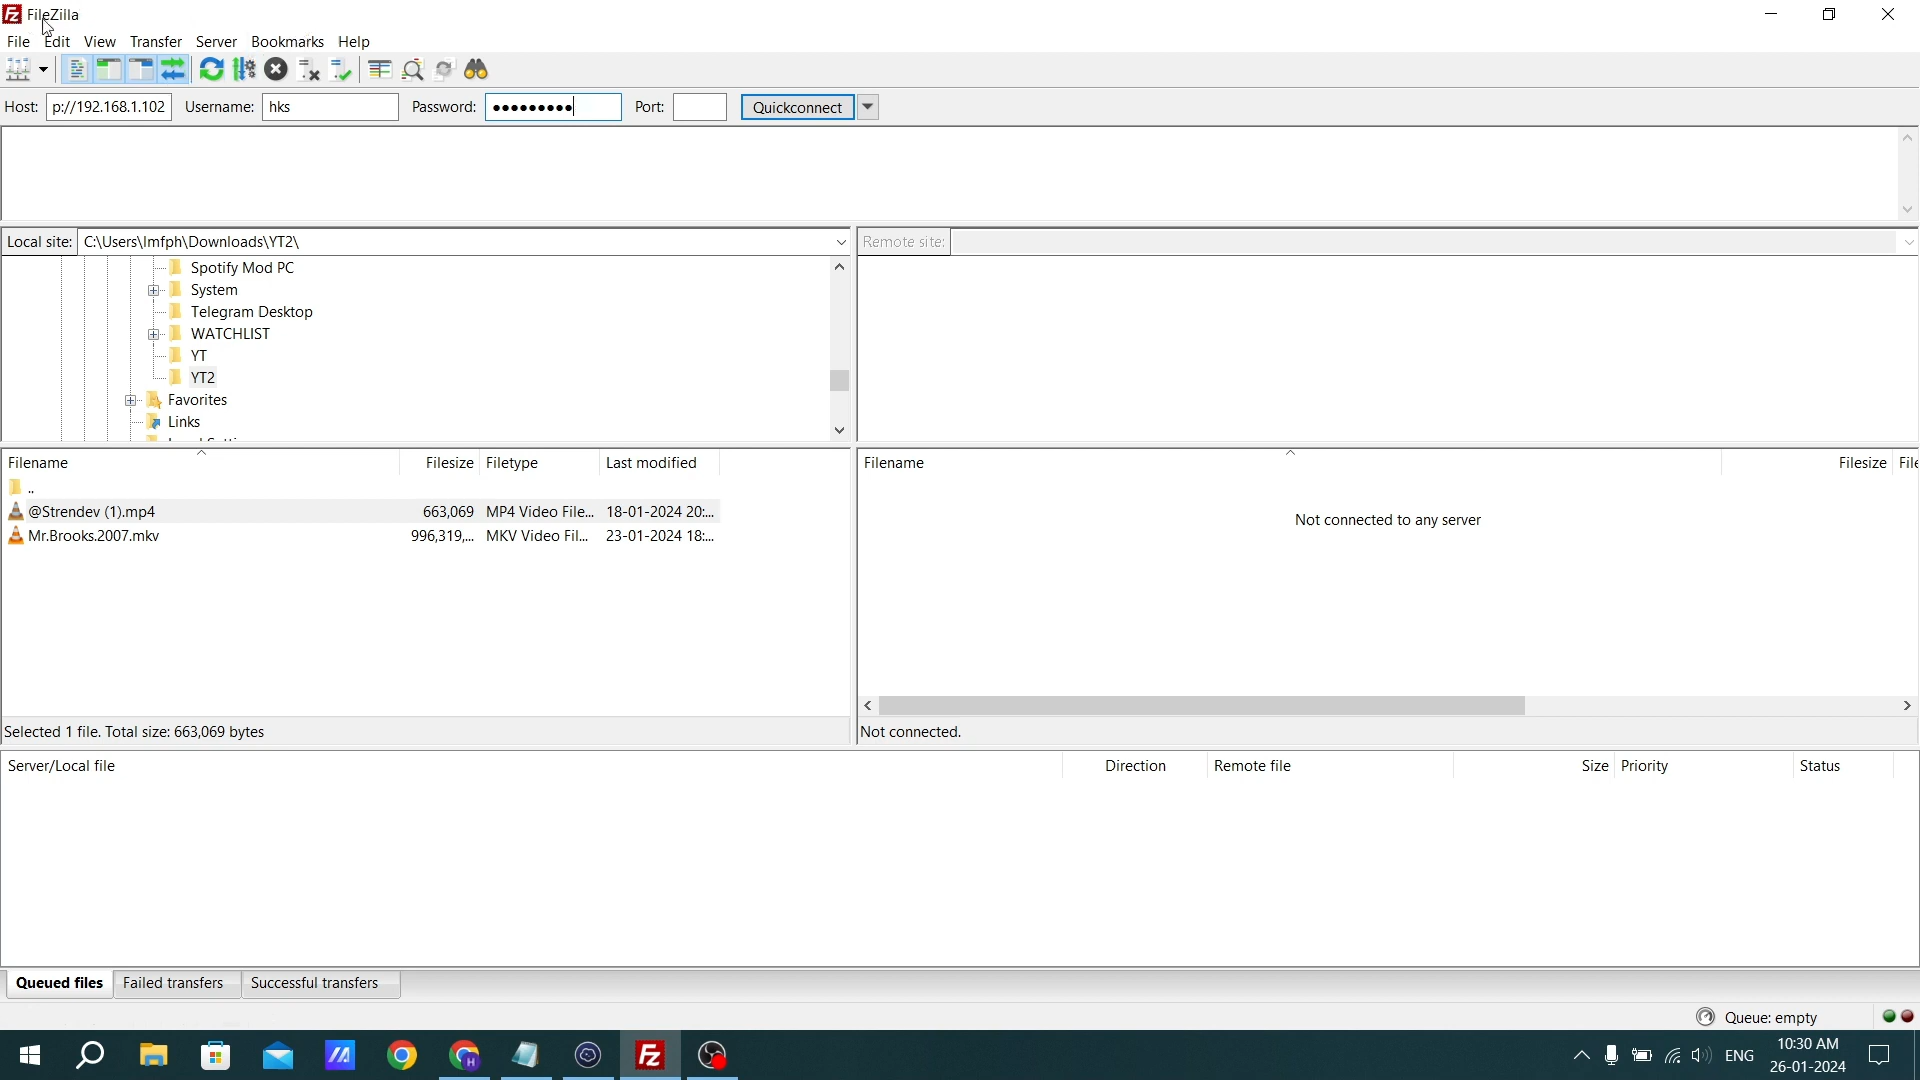 FileZilla
File Edit View Transfer Server Bookmarks Help
Host: p://192.168.1.102 Username: hks Password: ●●●●●●●●● Port: Quickconnect
Local site: C:\Users\lmfph\Downloads\YT2\
Remote site:
Spotify Mod PC
System
Telegram Desktop
WATCHLIST
YT
YT2
Favorites
Links
Filename Filesize Filetype Last modified
..
@Strendev (1).mp4 663,069 MP4 Video File... 18-01-2024 20:...
Mr.Brooks.2007.mkv 996,319,... MKV Video Fil... 23-01-2024 18:...
Selected 1 file. Total size: 663,069 bytes
Filename Filesize File
Not connected to any server
Not connected.
Server/Local file Direction Remote file Size Priority Status
Queued files Failed transfers Successful transfers
Queue: empty
ENG 10:30 AM
26-01-2024